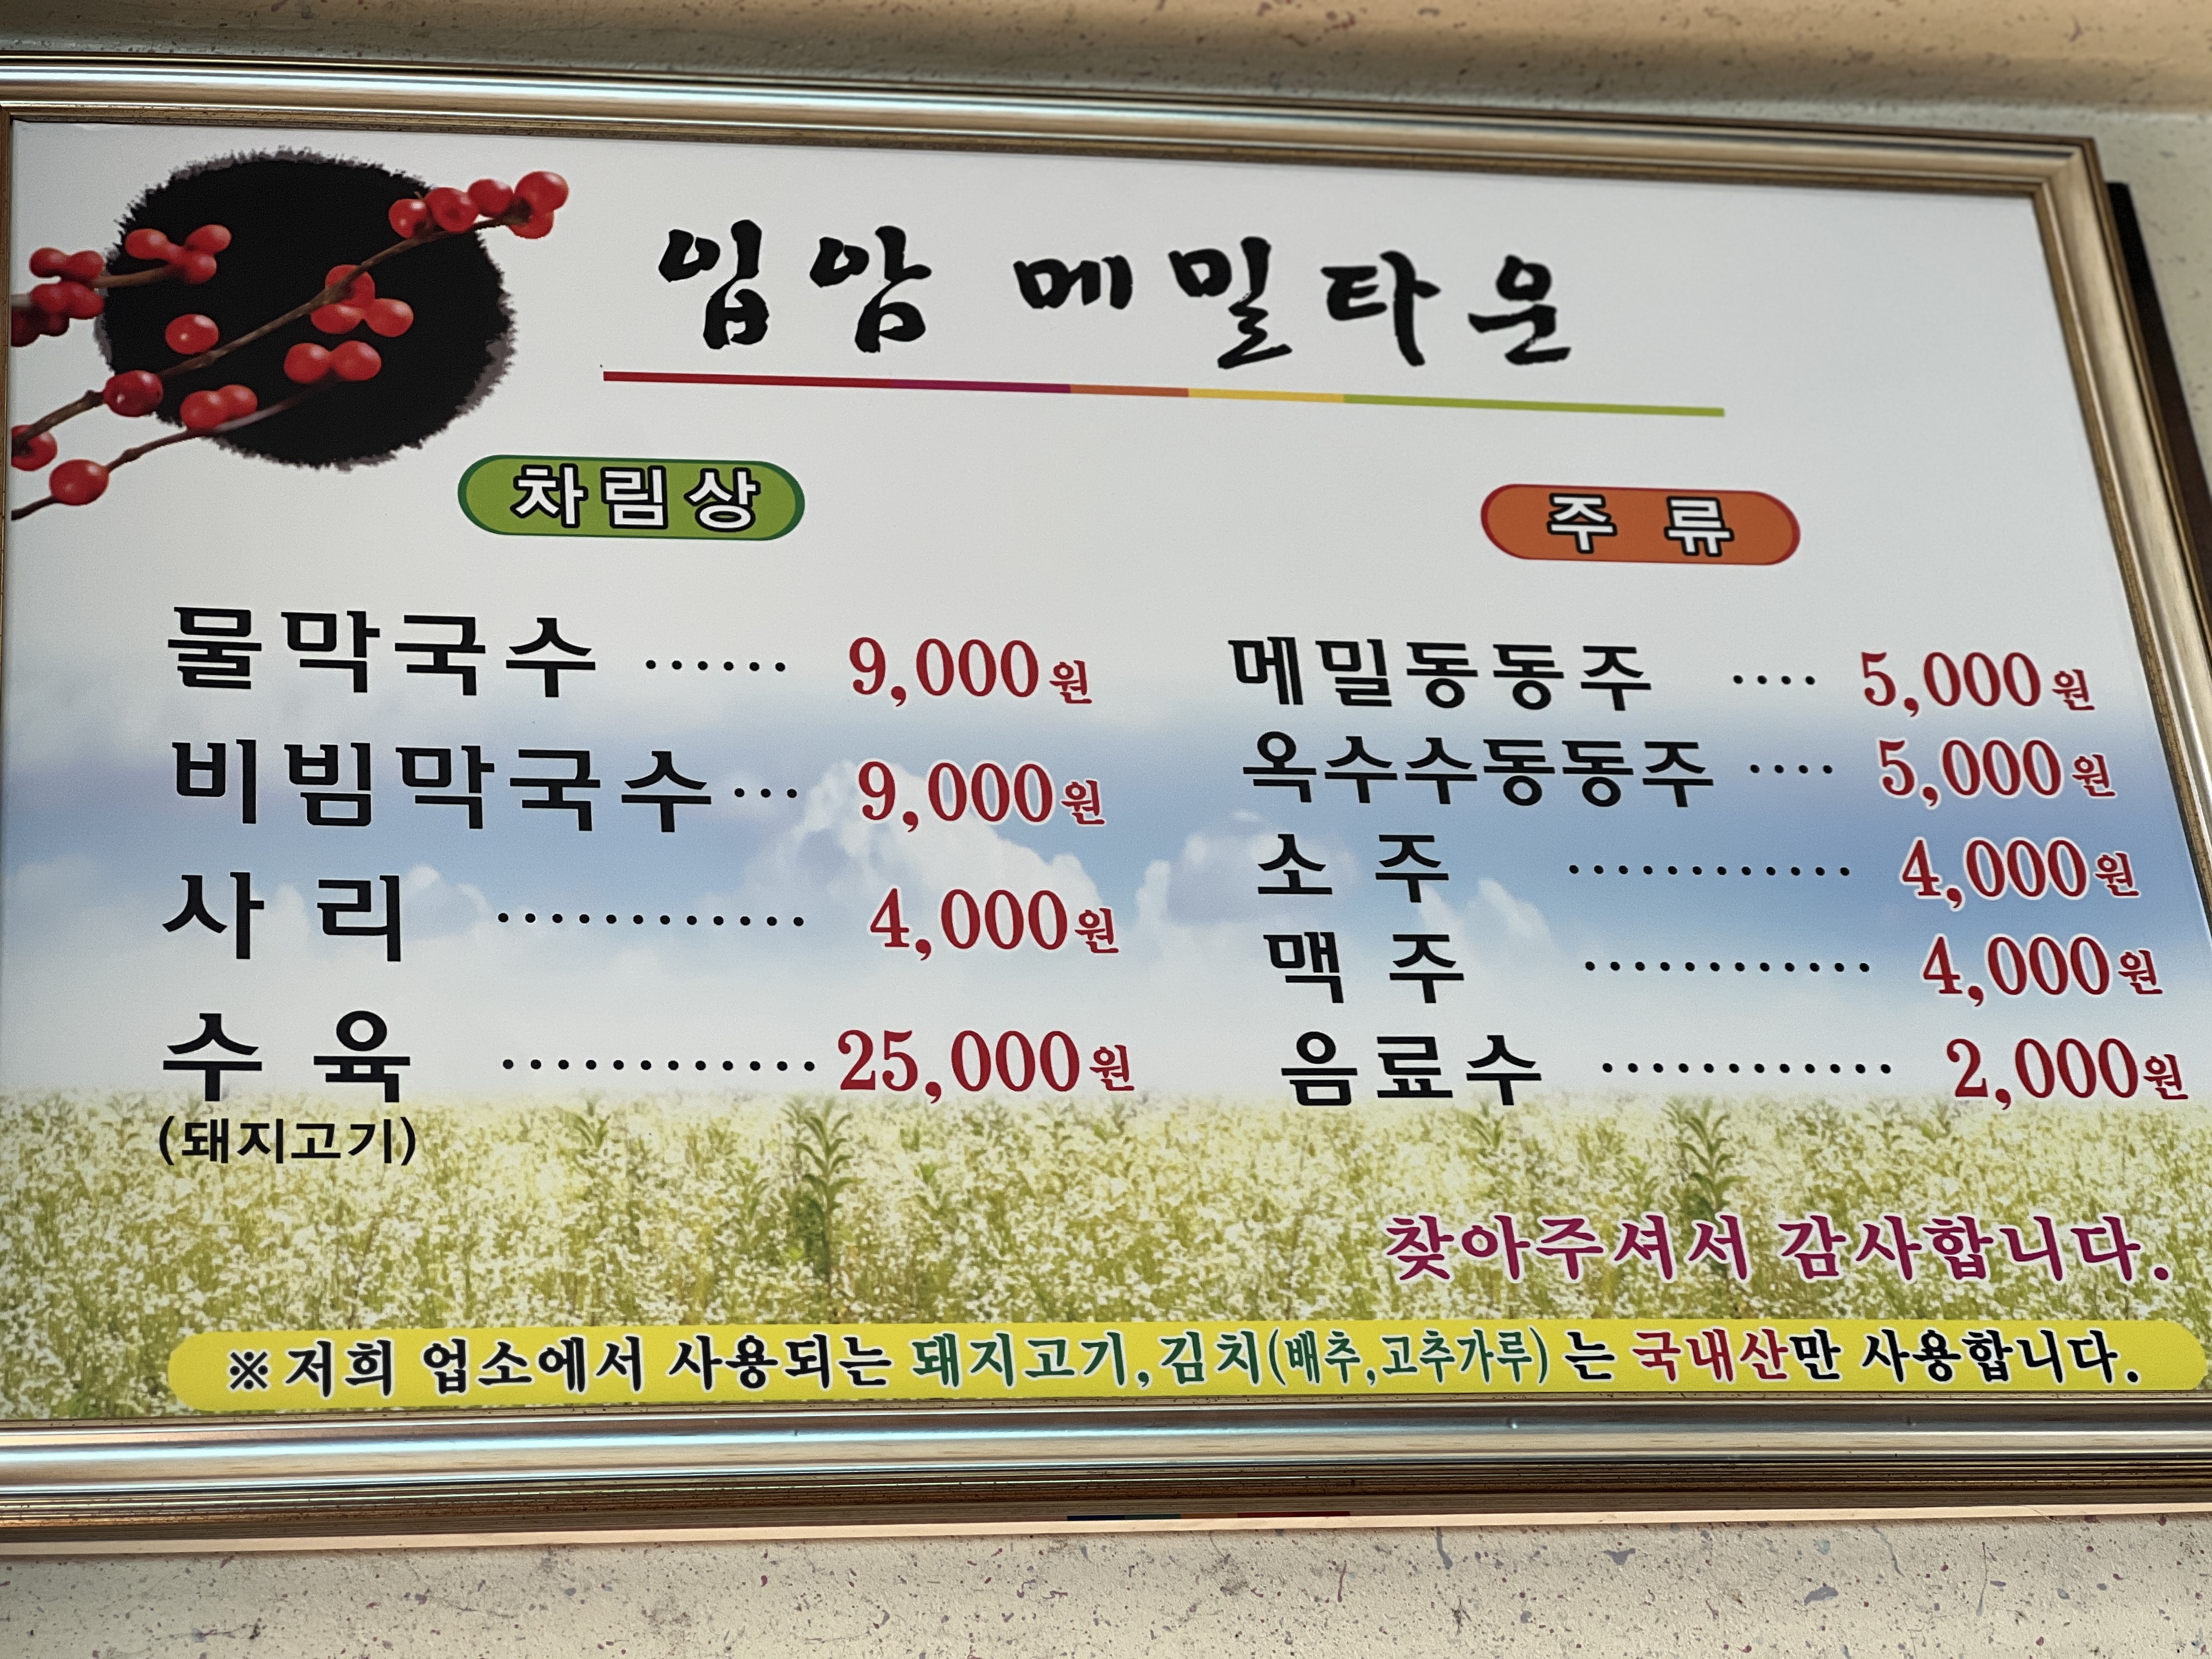 입암 메밀타운
차림상
물막국수 ······ 9,000원
비빔막국수 ··· 9,000원
사리 ············ 4,000원
수육 ············ 25,000원
(돼지고기)
주류
메밀동동주 ···· 5,000원
옥수수동동주 ···· 5,000원
소주 ············ 4,000원
맥주 ············ 4,000원
음료수 ············ 2,000원
찾아주셔서 감사합니다.
※저희 업소에서 사용되는 돼지고기,김치(배추,고추가루)는 국내산만 사용합니다.